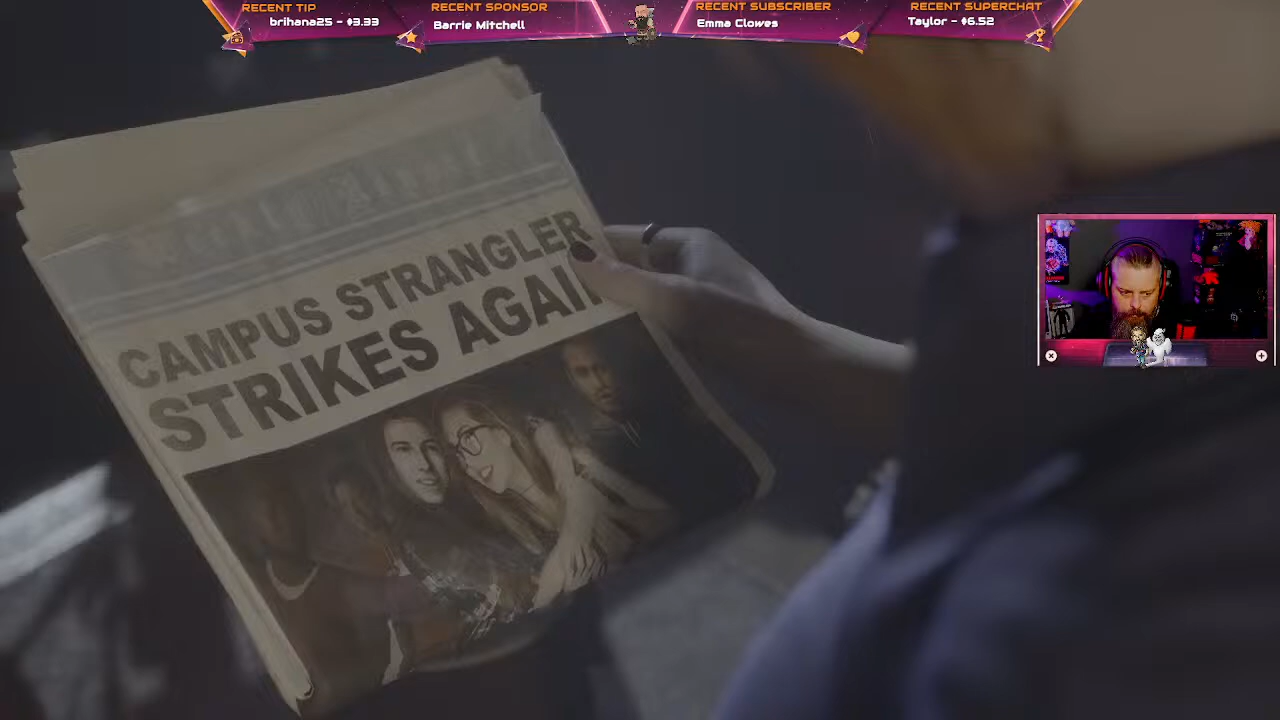 RECENT TIP
brihana25 - $3.33
RECENT SPONSOR
Barrie Mitchell
RECENT SUBSCRIBER
Emma Clowes
RECENT SUPERCHAT
Taylor - $6.52
CAMPUS STRANGLER
STRIKES AGAIN